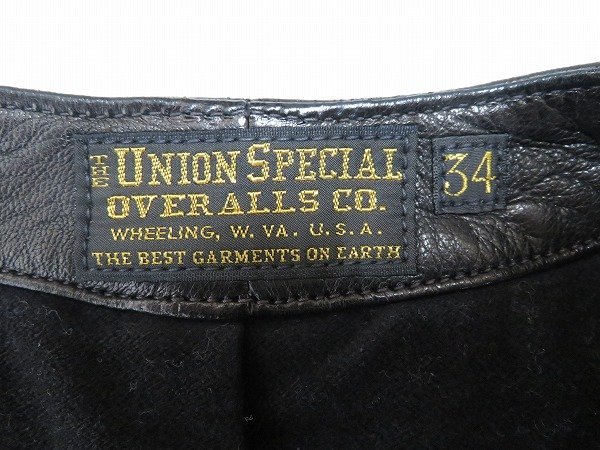 THE UNION SPECIAL
OVERALLS CO.
WHEELING, W. VA. U.S.A.
THE BEST GARMENTS ON EARTH
34